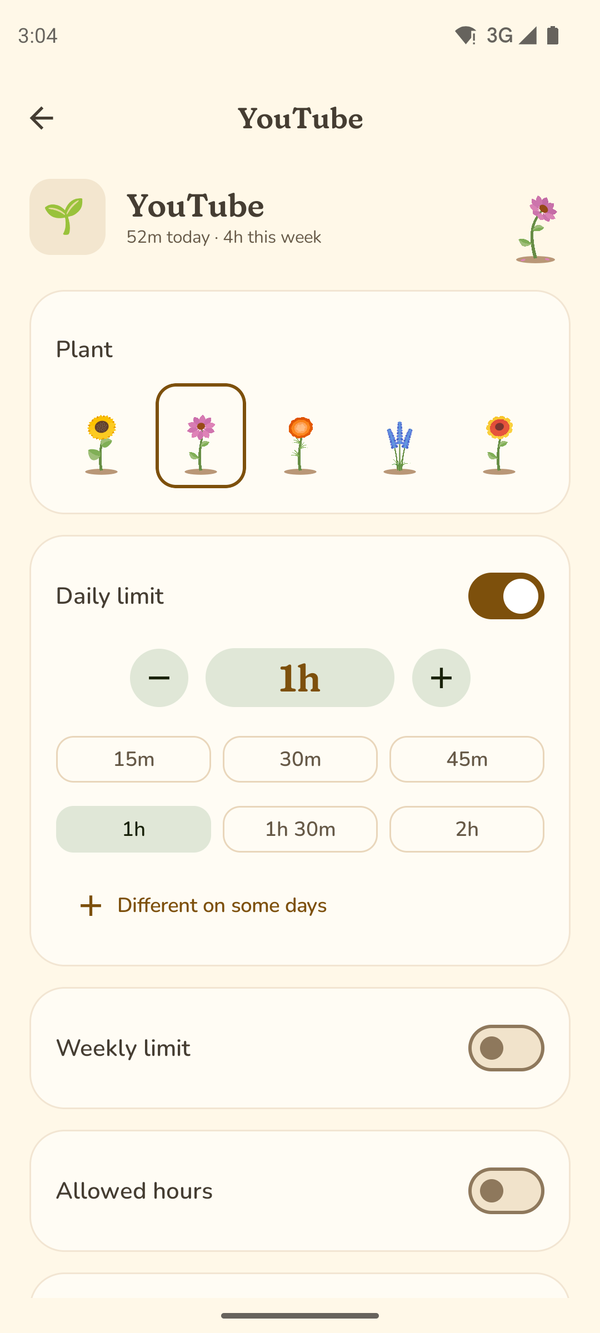 3:04
3G
YouTube
YouTube
52m today · 4h this week
Plant
Daily limit
1h
15m
30m
45m
1h
1h 30m
2h
Different on some days
Weekly limit
Allowed hours